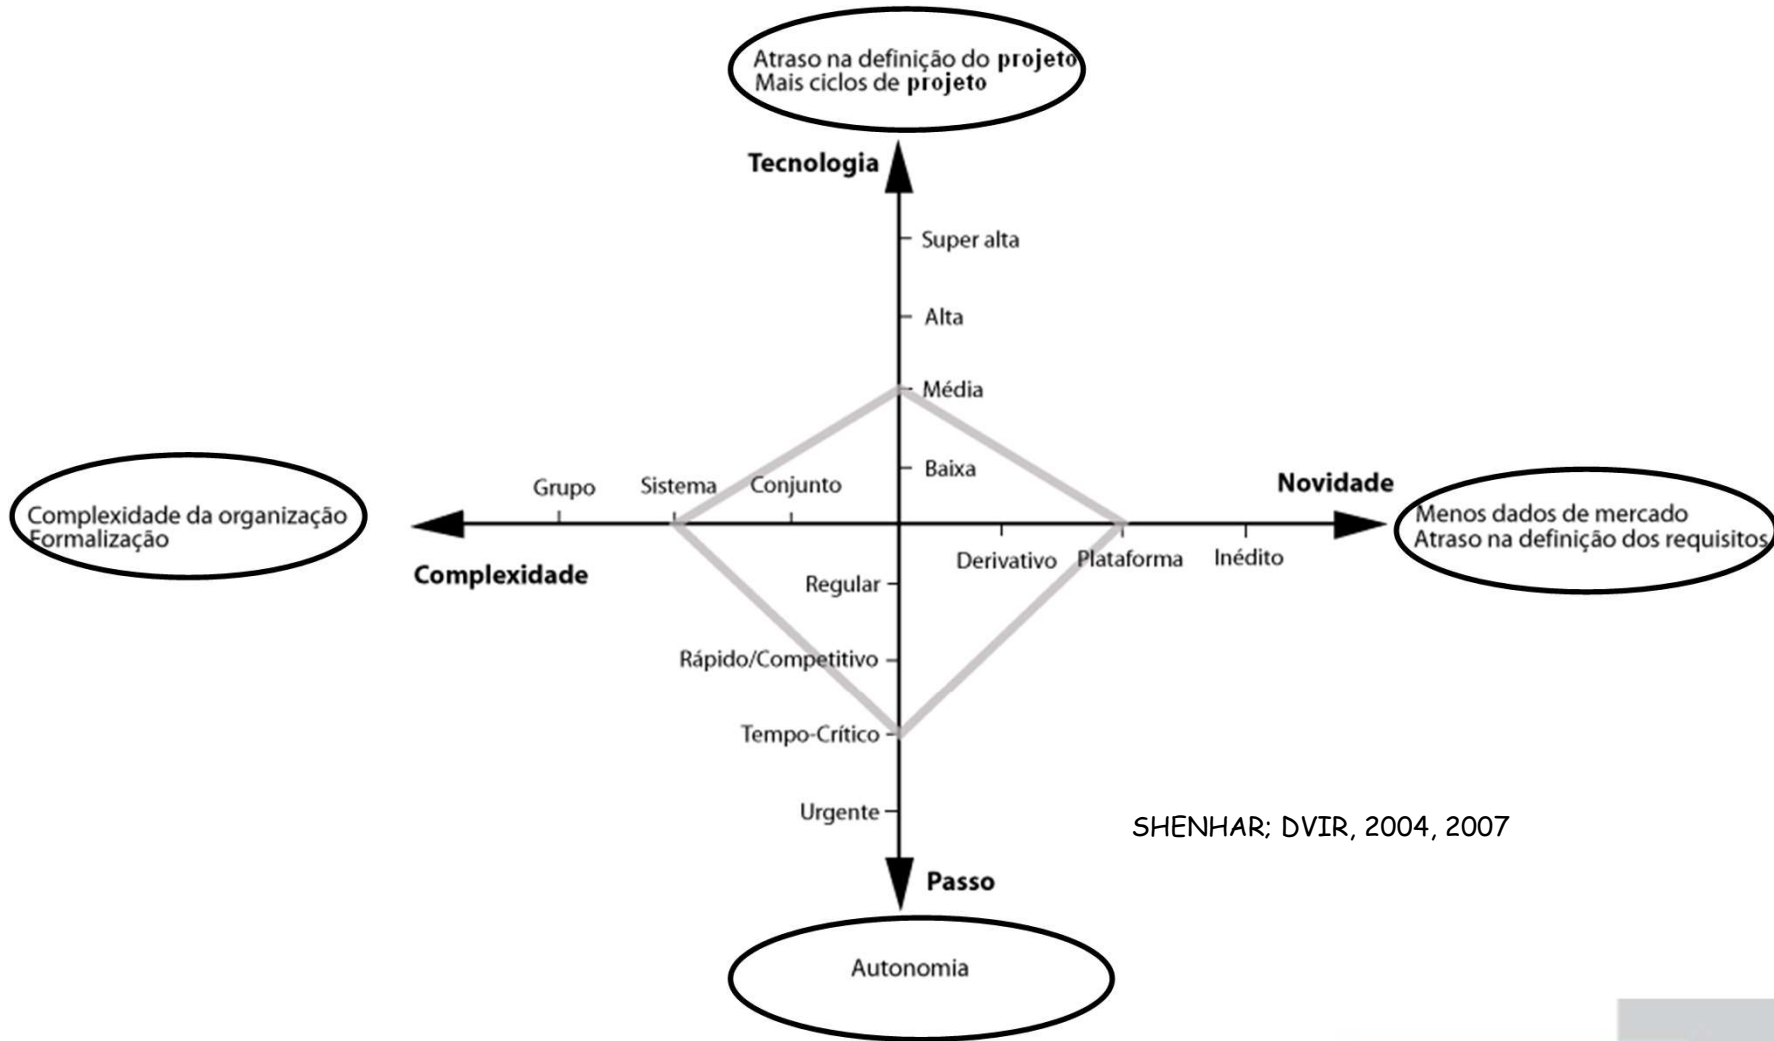 Atraso na definição do projeto
Mais ciclos de projeto
Tecnologia
Super alta
Alta
Média
Baixa
Grupo
Sistema
Conjunto
Novidade
Complexidade da organização
Formalização
Menos dados de mercado
Atraso na definição dos requisitos
Derivativo
Plataforma
Inédito
Complexidade
Regular
Rápido/Competitivo
Tempo-Crítico
Urgente
SHENHAR; DVIR, 2004, 2007
Passo
Autonomia